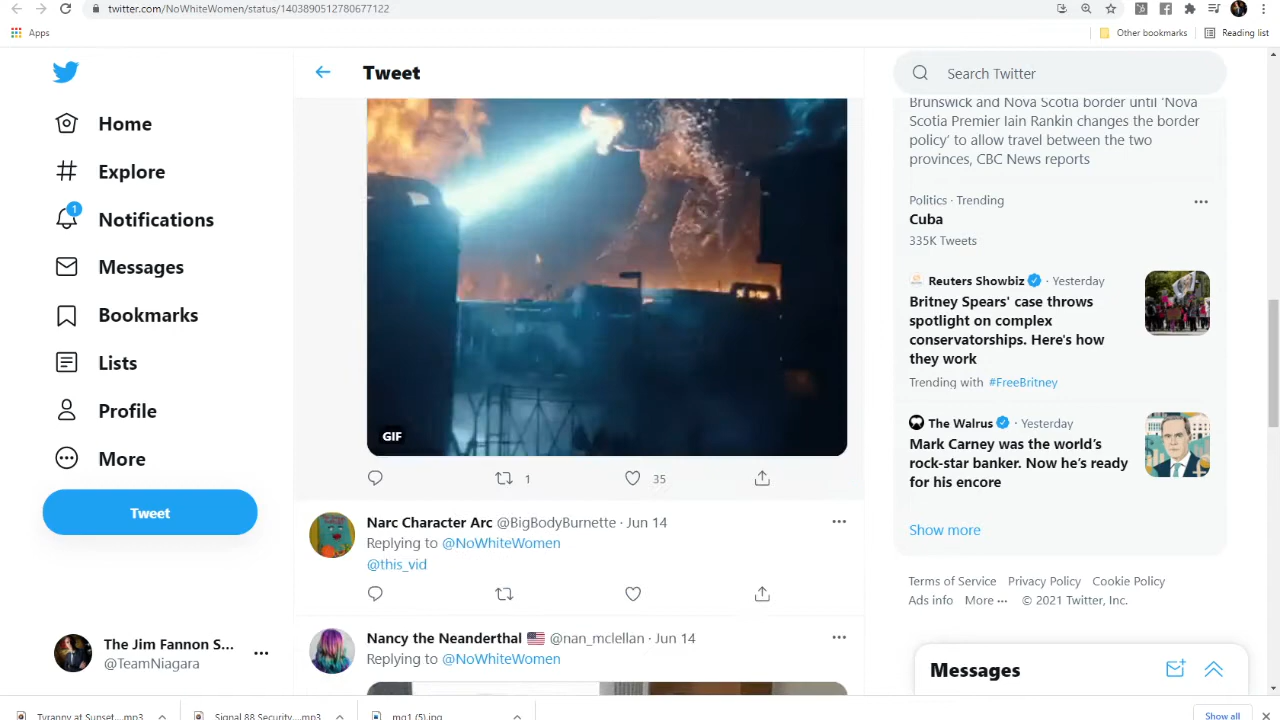 twitter.com/NoWhiteWomen/status/1403890512780677122
Apps
Other bookmarks
Reading list
Home
Explore
1
Notifications
Messages
Bookmarks
Lists
Profile
More
Tweet
The Jim Fannon S...
@TeamNiagara
Tweet
GIF
1
35
Narc Character Arc @BigBodyBurnette · Jun 14
Replying to @NoWhiteWomen
@this_vid
Nancy the Neanderthal @nan_mclellan · Jun 14
Replying to @NoWhiteWomen
Search Twitter
Brunswick and Nova Scotia border until 'Nova
Scotia Premier Iain Rankin changes the border
policy' to allow travel between the two
provinces, CBC News reports
Politics · Trending
Cuba
335K Tweets
Reuters Showbiz · Yesterday
Britney Spears' case throws
spotlight on complex
conservatorships. Here's how
they work
Trending with #FreeBritney
The Walrus · Yesterday
Mark Carney was the world's
rock-star banker. Now he's ready
for his encore
Show more
Terms of Service Privacy Policy Cookie Policy
Ads info More ··· © 2021 Twitter, Inc.
Messages
Tyranny at Sunset....mp3
Signal 88 Security....mp3
mq1 (5).jpg
Show all